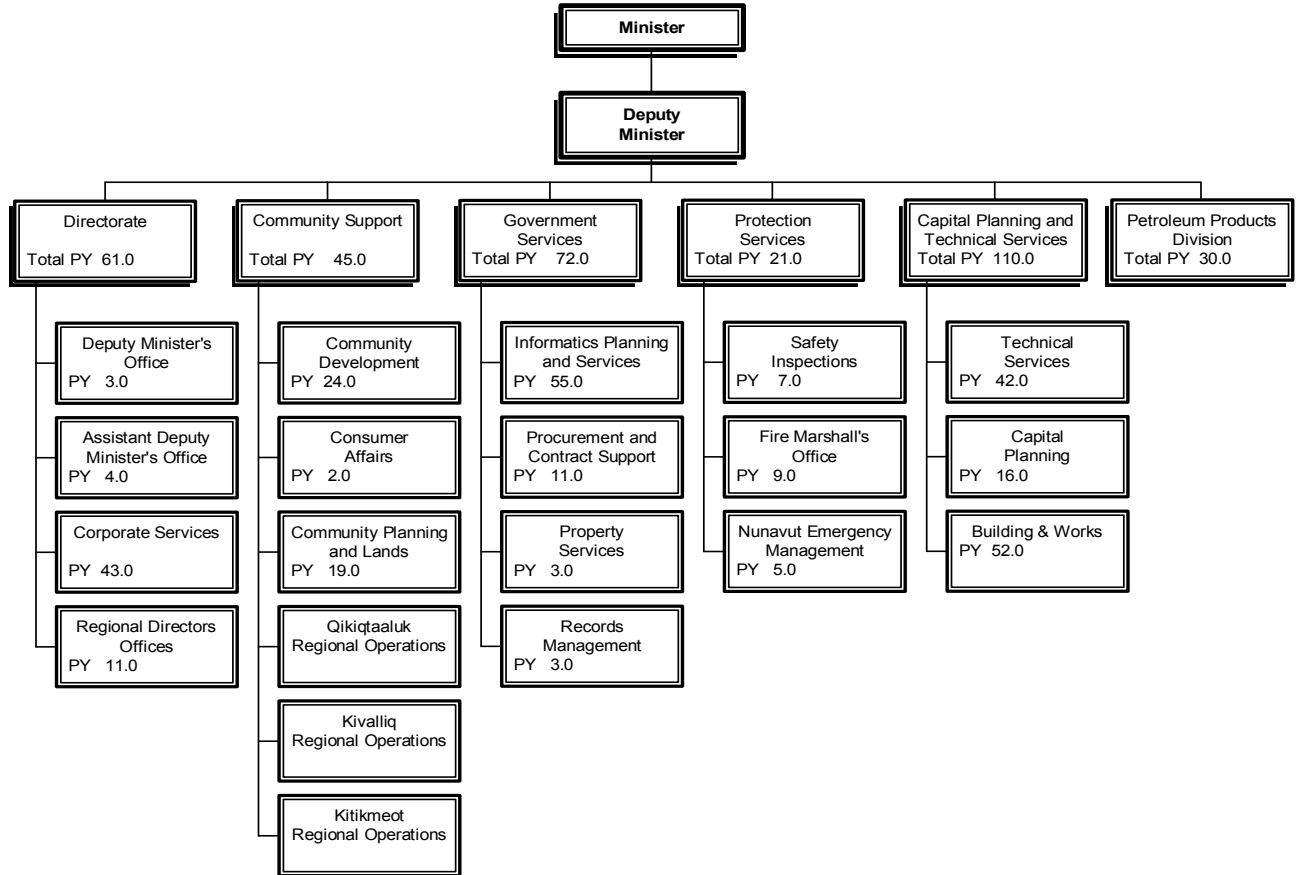 Minister
Deputy
Minister
Directorate
Total PY 61.0
Community Support
Total PY 45.0
Government
Services
Total PY 72.0
Protection
Services
Total PY 21.0
Capital Planning and
Technical Services
Total PY 110.0
Petroleum Products
Division
Total PY 30.0
Deputy Minister's
Office
PY 3.0
Assistant Deputy
Minister's Office
PY 4.0
Corporate Services
PY 43.0
Regional Directors
Offices
PY 11.0
Community
Development
PY 24.0
Consumer
Affairs
PY 2.0
Community Planning
and Lands
PY 19.0
Qikiqtaaluk
Regional Operations
Kivalliq
Regional Operations
Kitikmeot
Regional Operations
Informatics Planning
and Services
PY 55.0
Procurement and
Contract Support
PY 11.0
Property
Services
PY 3.0
Records
Management
PY 3.0
Safety
Inspections
PY 7.0
Fire Marshall's
Office
PY 9.0
Nunavut Emergency
Management
PY 5.0
Technical
Services
PY 42.0
Capital
Planning
PY 16.0
Building & Works
PY 52.0